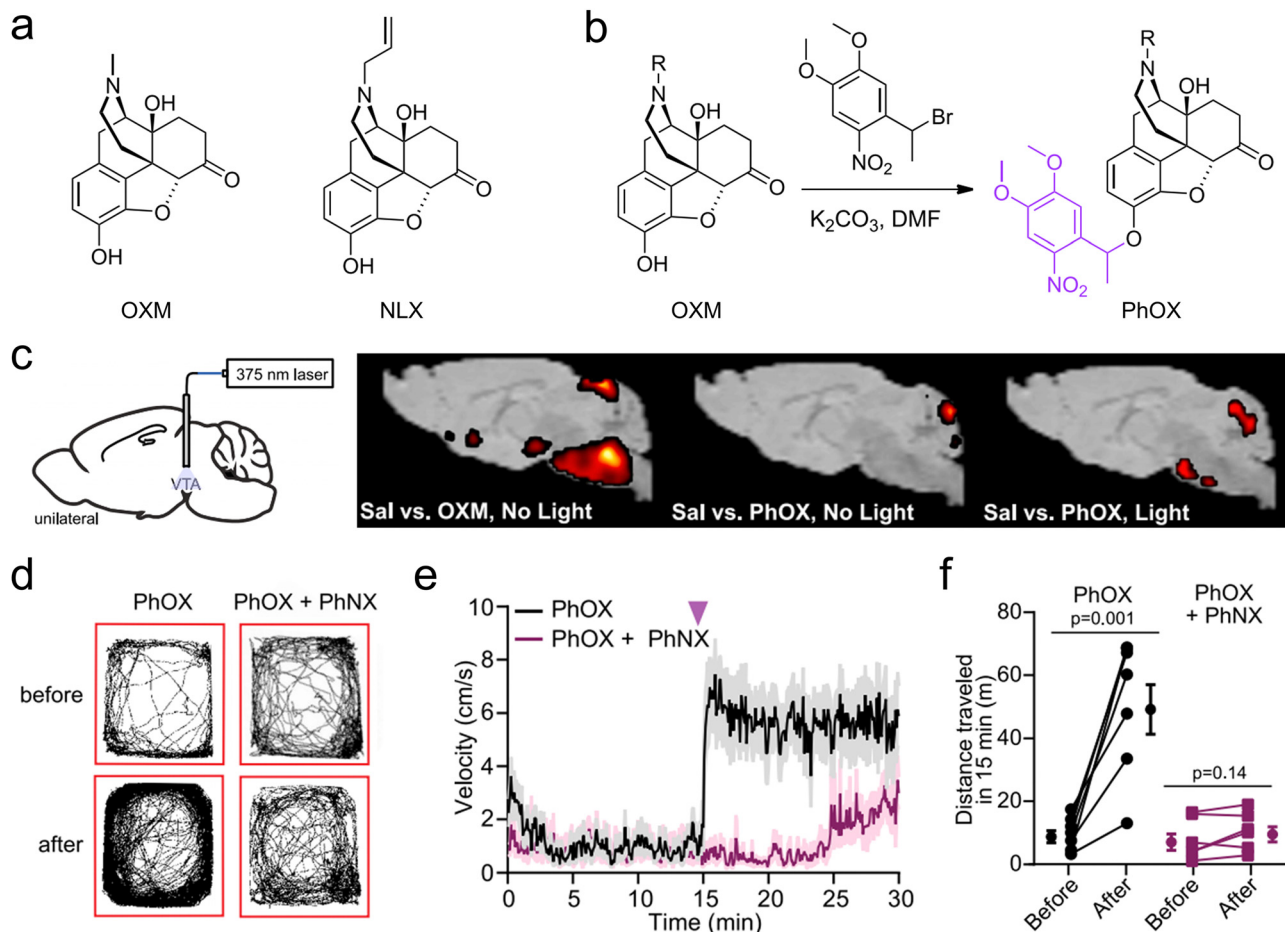 a
N
OH
O
O
OH
OXM
N
OH
O
O
OH
NLX
b
R
N
OH
O
O
OH
OXM
O
O
Br
NO₂
K₂CO₃, DMF
R
N
OH
O
O
O
O
O
NO₂
PhOX
c
375 nm laser
VTA
unilateral
Sal vs. OXM, No Light
Sal vs. PhOX, No Light
Sal vs. PhOX, Light
d
PhOX
PhOX + PhNX
before
after
e
PhOX
PhOX + PhNX
Velocity (cm/s)
10
8
6
4
2
0
0
5
10
15
20
25
30
Time (min)
f
PhOX
PhOX
+ PhNX
p=0.001
p=0.14
Distance traveled
in 15 min (m)
80
60
40
20
0
Before
After
Before
After